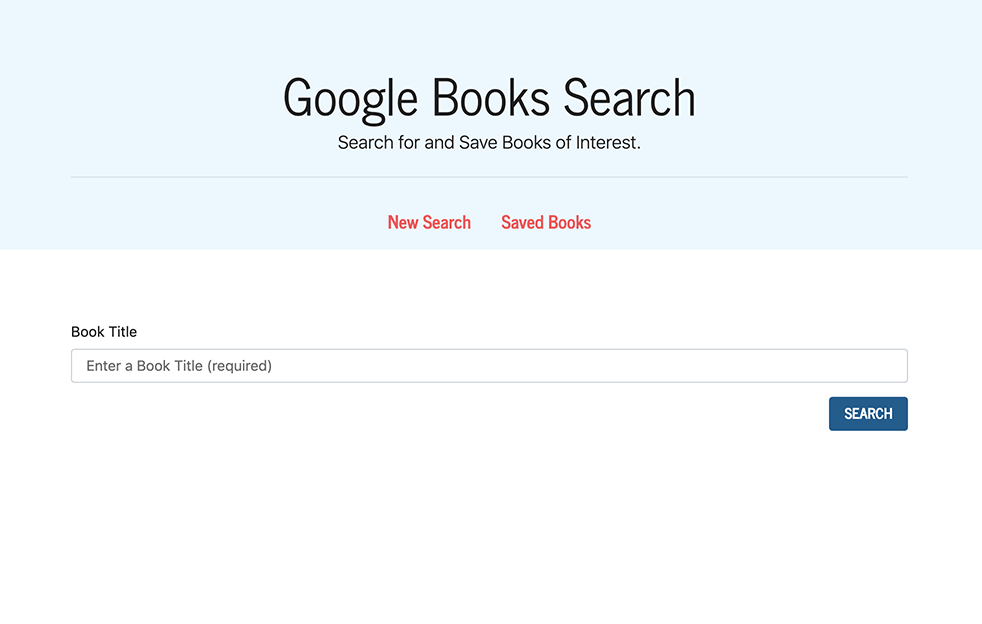 Google Books Search
Search for and Save Books of Interest.
New Search Saved Books
Book Title
Enter a Book Title (required)
SEARCH